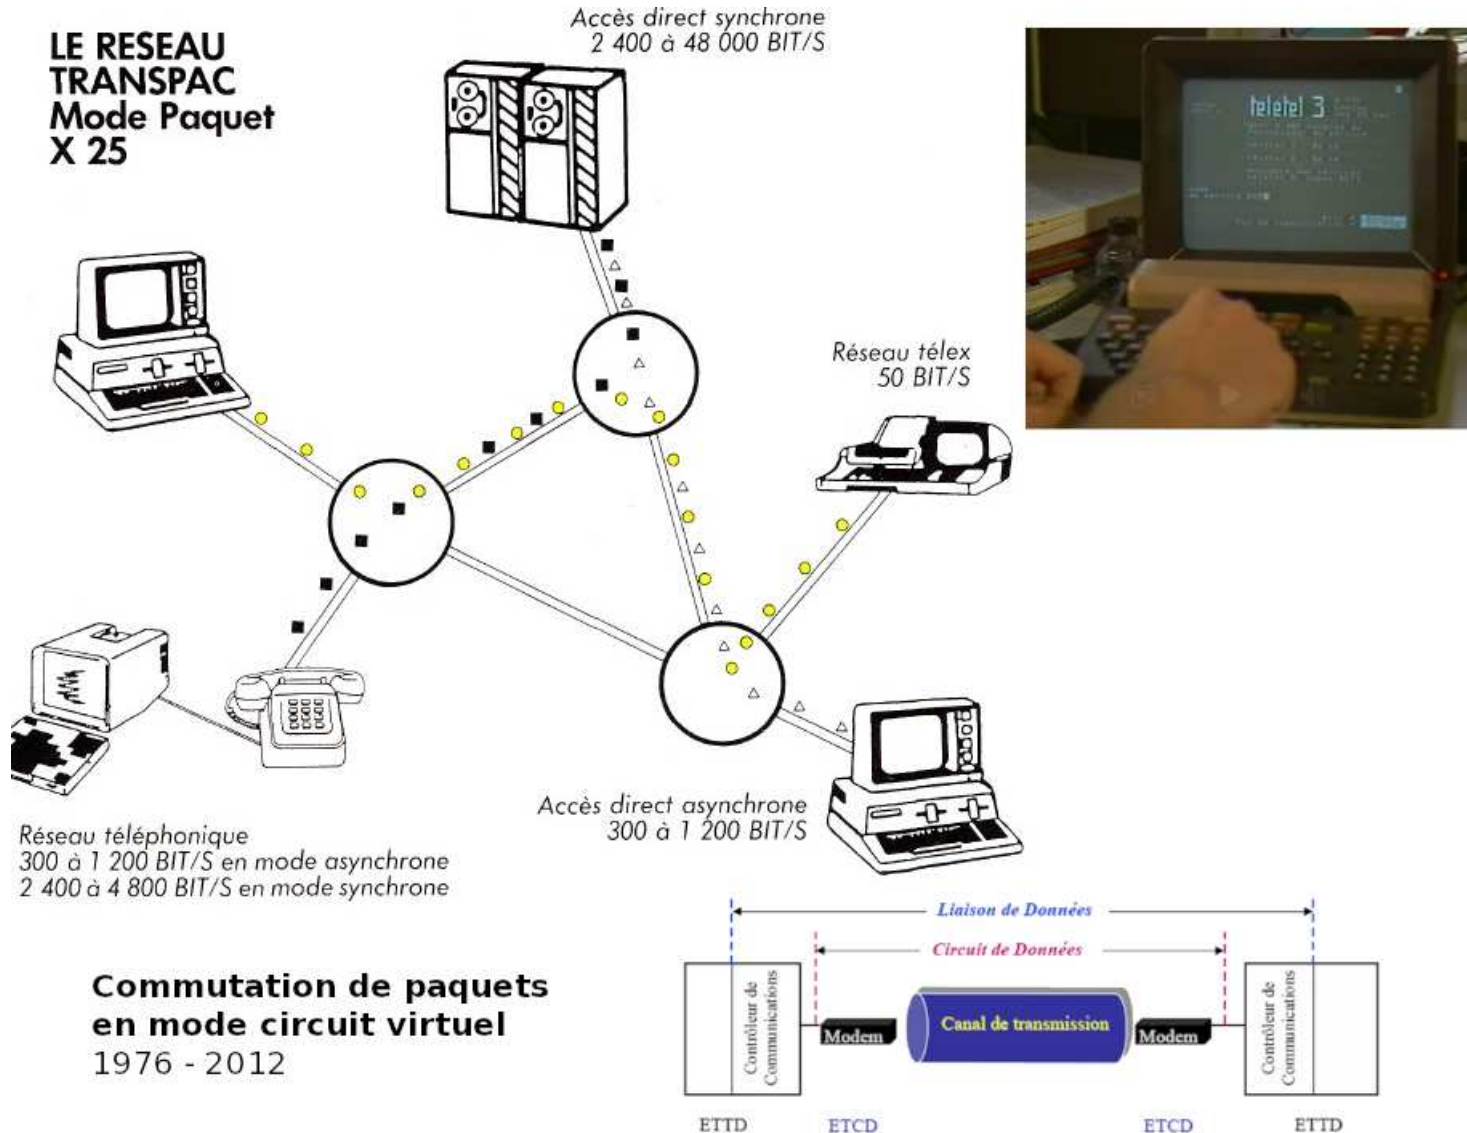 LE RESEAU
TRANSPAC
Mode Paquet
X 25
Accès direct synchrone
2 400 à 48 000 BIT/S
teletel 3
Réseau télex
50 BIT/S
Accès direct asynchrone
300 à 1 200 BIT/S
Réseau téléphonique
300 à 1 200 BIT/S en mode asynchrone
2 400 à 4 800 BIT/S en mode synchrone
Commutation de paquets
en mode circuit virtuel
1976 - 2012
Liaison de Données
Circuit de Données
Contrôleur de
Communications
Modem
Canal de transmission
Modem
Contrôleur de
Communications
ETTD
ETCD
ETCD
ETTD